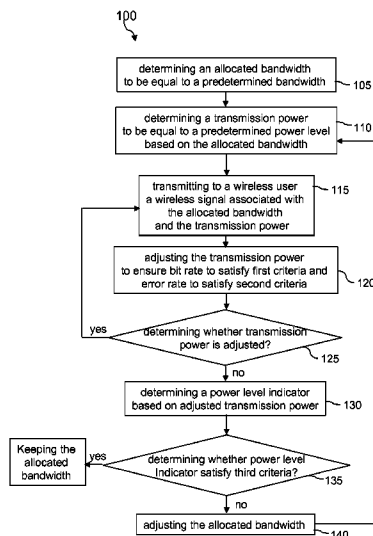 100
determining an allocated bandwidth
to be equal to a predetermined bandwidth
105
determining a transmission power
to be equal to a predetermined power level
based on the allocated bandwidth
110
transmitting to a wireless user
a wireless signal associated with
the allocated bandwidth
and the transmission power
115
adjusting the transmission power
to ensure bit rate to satisfy first criteria and
error rate to satisfy second criteria
120
yes
determining whether transmission
power is adjusted?
125
no
determining a power level indicator
based on adjusted transmission power
130
Keeping the
allocated
bandwidth
yes
determining whether power level
Indicator satisfy third criteria?
135
no
adjusting the allocated bandwidth
140